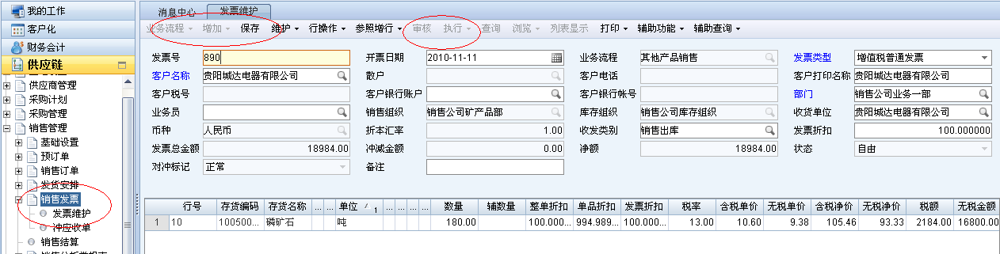 我的工作
客户化
财务会计
供应链
供应商管理
采购计划
采购管理
销售管理
基础设置
预订单
销售订单
发货安排
销售发票
发票维护
冲应收单
销售结算
消息中心 发票维护
业务流程 增加 保存 维护 行操作 参照增行 审核 执行 查询 浏览 列表显示 打印 辅助功能 辅助查询
发票号 890 开票日期 2010-11-11 业务流程 其他产品销售 发票类型 增值税普通发票
客户名称 贵阳城达电器有限公司 散户 客户电话 客户打印名称 贵阳城达电器有限公司
客户税号 客户银行账户 客户银行帐号 部门 销售公司业务一部
业务员 销售组织 销售公司矿产品部 库存组织 销售公司库存组织 收货单位 贵阳城达电器有限公司
币种 人民币 折本汇率 1.00 收发类别 销售出库 发票折扣 100.000000
发票总金额 18984.00 冲减金额 0.00 净额 18984.00 状态 自由
对冲标记 正常 备注
行号 存货编码 存货名称 ... ... 单位 1 ... ... ... ... 数量 辅数量 整单折扣 单品折扣 发票折扣 税率 含税单价 无税单价 含税净价 无税净价 税额 无税金额
1 10 100500... 磷矿石 吨 180.00 100.000... 994.989... 100.000... 13.00 10.60 9.38 105.46 93.33 2184.00 16800.00